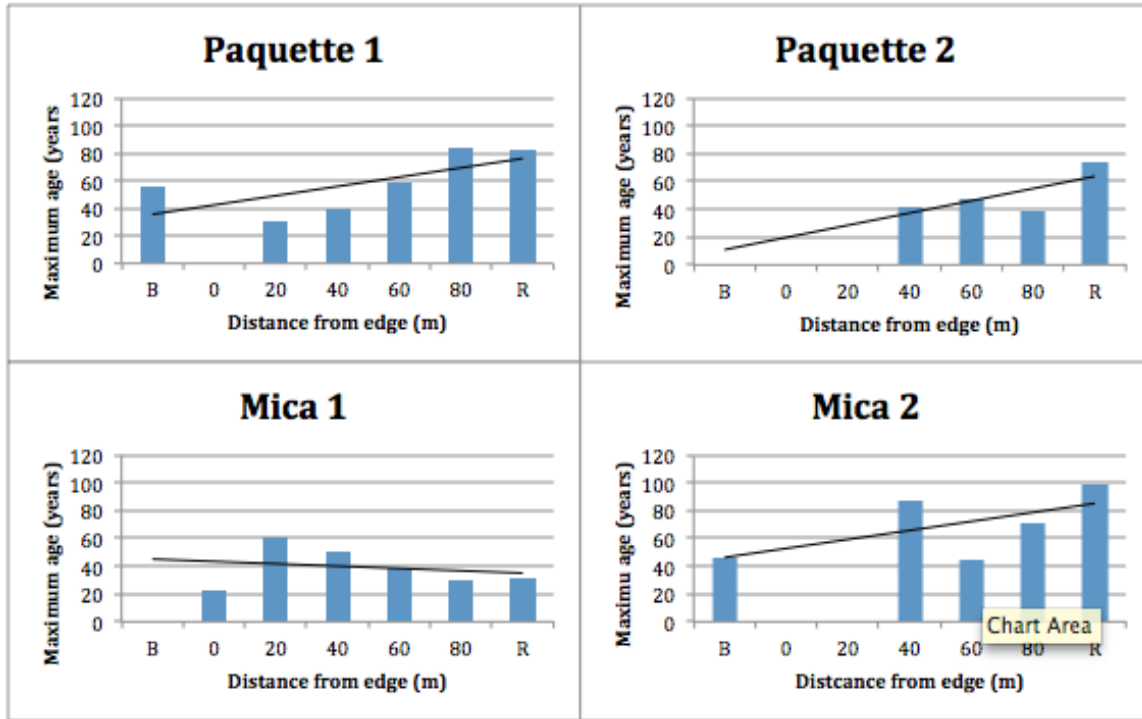 Paquette 1
Maximum age (years
120
100
80
60
40
20
0
B 0 20 40 60 80 R
Distance from edge (m)
Paquette 2
Maximum age (years)
120
100
80
60
40
20
0
B 0 20 40 60 80 R
Distance from edge (m)
Mica 1
Maximum age (years)
120
100
80
60
40
20
0
B 0 20 40 60 80 R
Distance from edge (m)
Mica 2
Maximu age (years)
120
100
80
60
40
20
0
Chart Area
B 0 20 40 60 80 R
Distcance from edge (m)